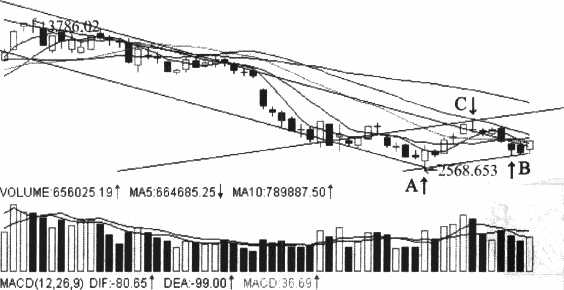 13786.02
C↓
2568.653
A↑
↑B
VOLUME:656025.19↑ MA5:664685.25↓ MA10:789887.50↑
MACD(12,26,9) DIF:-80.65↑ DEA:-99.00↑ MACD:36.69↑